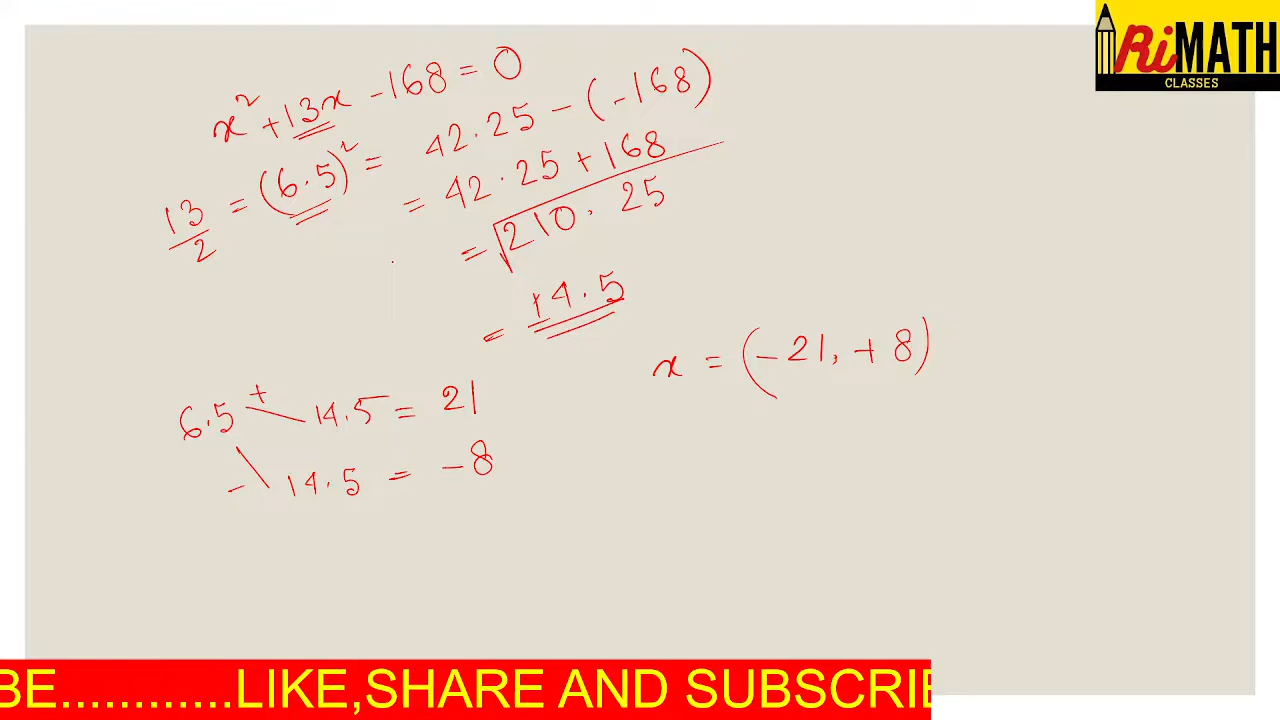 RiMATH
CLASSES
x² + 13x - 168 = 0
13/2 = (6.5)² = 42.25 - (-168)
= 42.25 + 168
= √210.25
= 14.5
x = (-21, +8)
6.5 + 14.5 = 21
- 14.5 = -8
BE............LIKE,SHARE AND SUBSCRIE